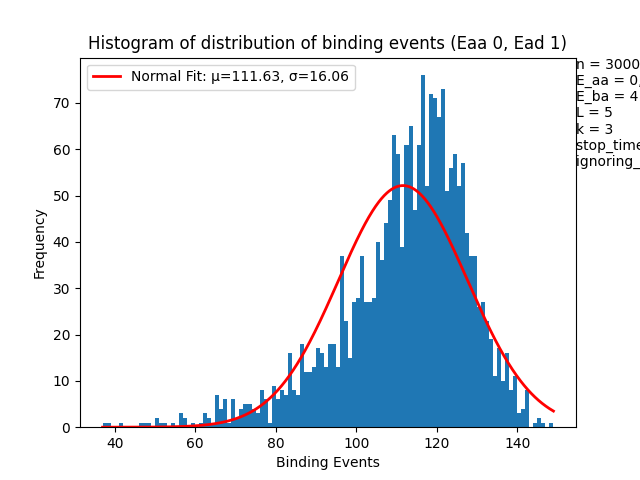 Histogram of distribution of binding events (Eaa 0, Ead 1)
Normal Fit: μ=111.63, σ=16.06
n = 3000
E_aa = 0,
E_ba = 4
L = 5
k = 3
stop_time
ignoring_
Frequency
70
60
50
40
30
20
10
0
40 60 80 100 120 140
Binding Events